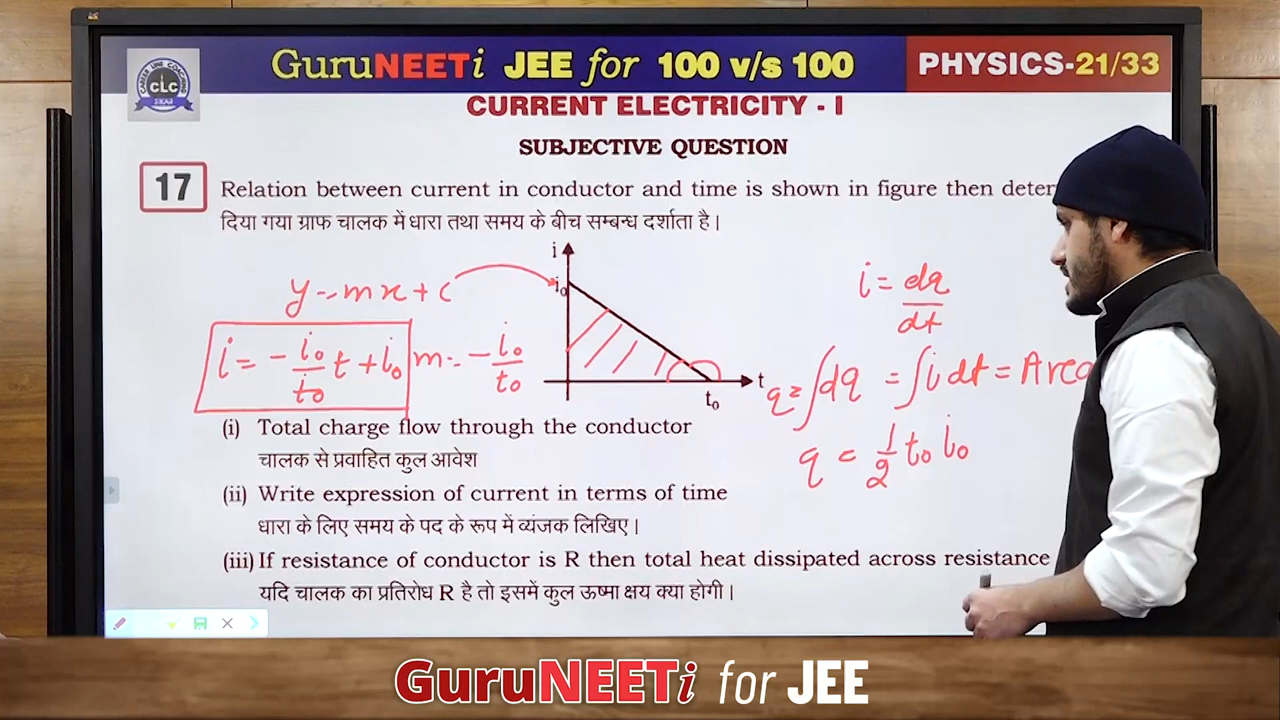 GuruNEETi JEE for 100 v/s 100
PHYSICS-21/33
CLC
SIKAR
CURRENT ELECTRICITY - I
SUBJECTIVE QUESTION
17
Relation between current in conductor and time is shown in figure then deter
दिया गया ग्राफ चालक में धारा तथा समय के बीच सम्बन्ध दर्शाता है।
i
i₀
t
t₀
y = mx + c
i = - i₀/t₀ t + i₀
m = - i₀/t₀
i = dq/dt
q = ∫dq = ∫i dt = Area
q = 1/2 t₀ i₀
(i) Total charge flow through the conductor
चालक से प्रवाहित कुल आवेश
(ii) Write expression of current in terms of time
धारा के लिए समय के पद के रूप में व्यंजक लिखिए।
(iii) If resistance of conductor is R then total heat dissipated across resistance
यदि चालक का प्रतिरोध R है तो इसमें कुल ऊष्मा क्षय क्या होगी।
GuruNEETi for JEE